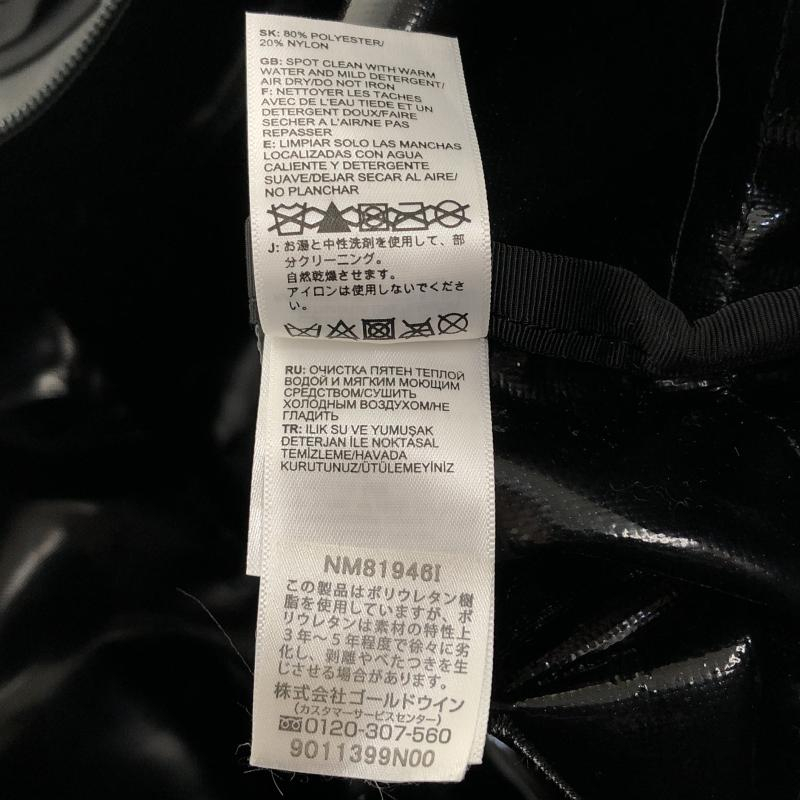 SK: 80% POLYESTER/
20% NYLON
GB: SPOT CLEAN WITH WARM
WATER AND MILD DETERGENT/
AIR DRY/DO NOT IRON
F: NETTOYER LES TACHES
AVEC DE L'EAU TIEDE ET UN
DETERGENT DOUX/FAIRE
SECHER A L'AIR/NE PAS
REPASSER
E: LIMPIAR SOLO LAS MANCHAS
LOCALIZADAS CON AGUA
CALIENTE Y DETERGENTE
SUAVE/DEJAR SECAR AL AIRE/
NO PLANCHAR
J: お湯と中性洗剤を使用して、部
分クリーニング。
自然乾燥させます。
アイロンは使用しないでくださ
い。
RU: ОЧИСТКА ПЯТЕН ТЕПЛОЙ
ВОДОЙ И МЯГКИМ МОЮЩИМ
СРЕДСТВОМ/СУШИТЬ
ХОЛОДНЫМ ВОЗДУХОМ/НЕ
ГЛАДИТЬ
TR: ILIK SU VE YUMUŞAK
DETERJAN İLE NOKTASAL
TEMİZLEME/HAVADA
KURUTUNUZ/ÜTÜLEMEYİNİZ
NM81946I
この製品はポリウレタン樹
脂を使用していますが、ポ
リウレタンは素材の特性上
3年〜5年程度で徐々に劣
化し、剥離やべたつきを生
じさせる場合があります。
株式会社ゴールドウイン
(カスタマーサービスセンター)
0120-307-560
9011399N00